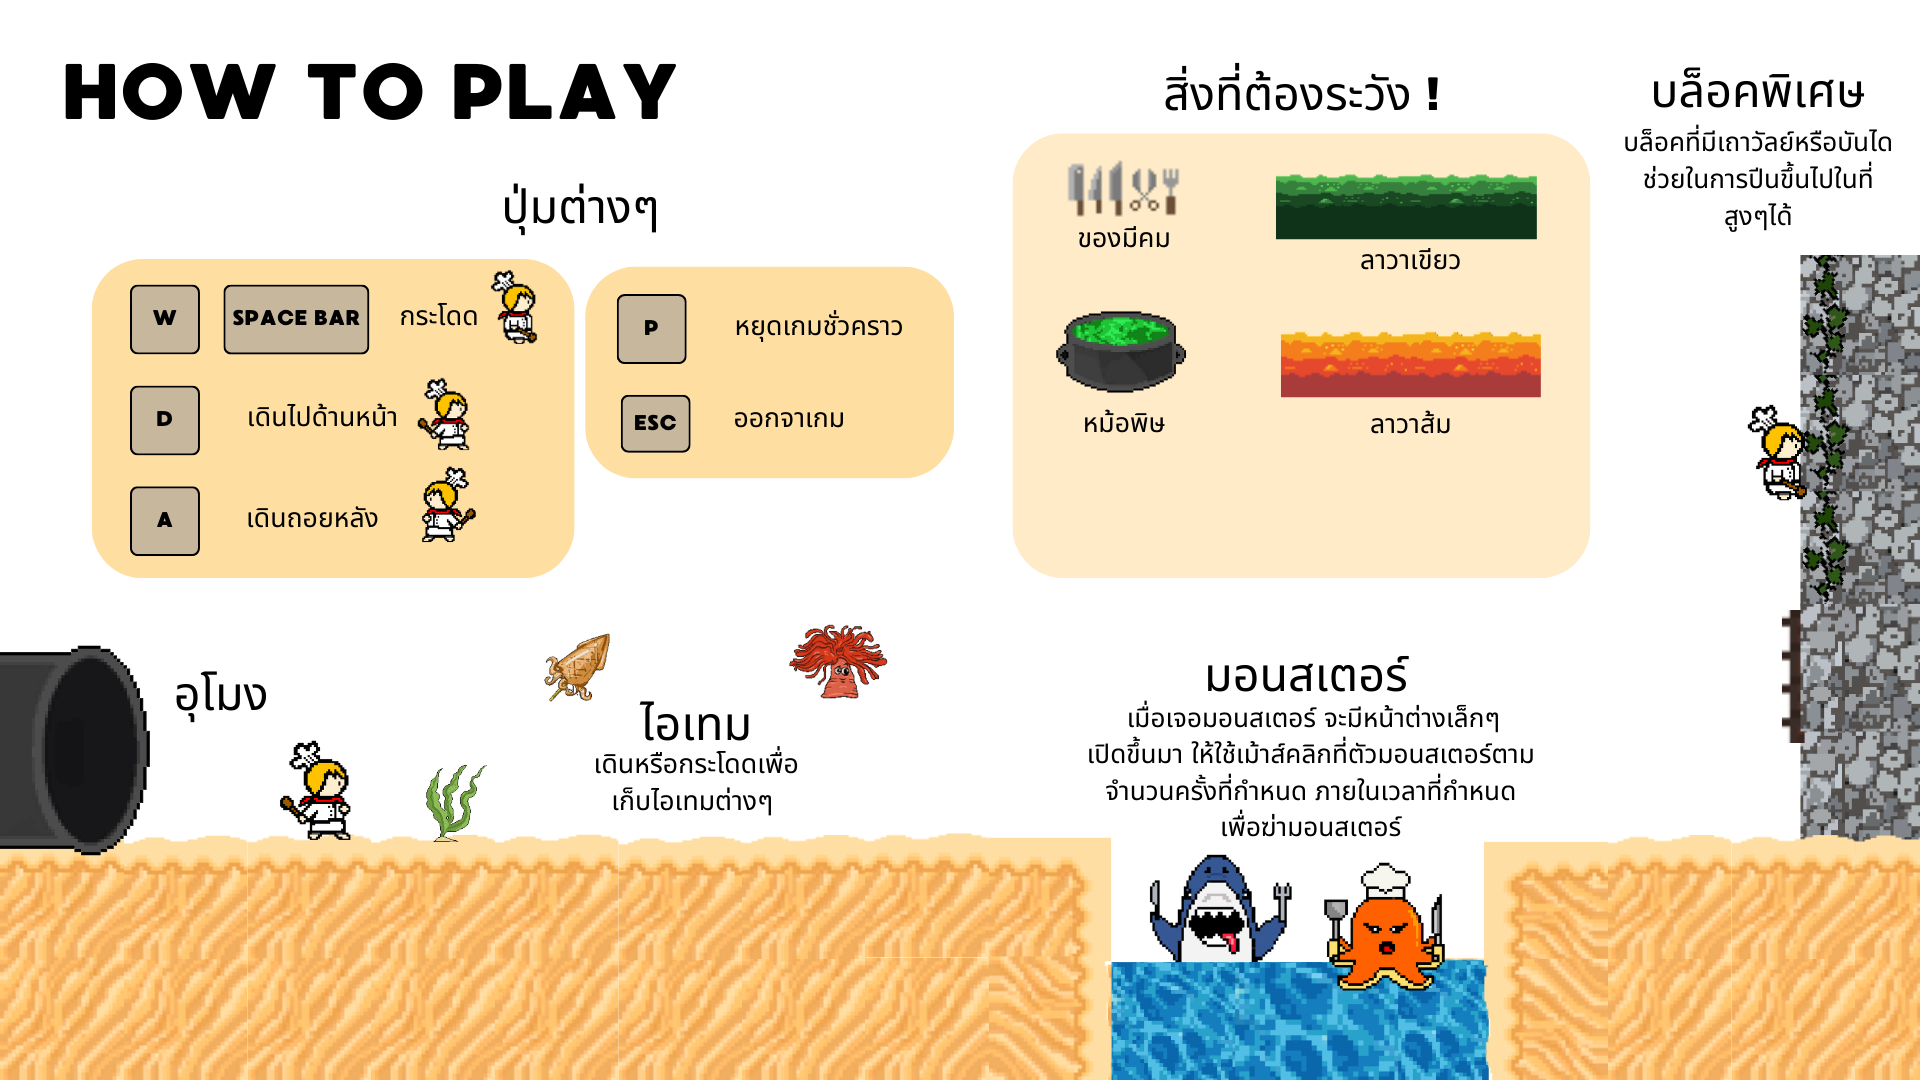 HOW TO PLAY
ปุ่มต่างๆ
W
SPACE BAR
กระโดด
D
เดินไปด้านหน้า
A
เดินถอยหลัง
P
หยุดเกมชั่วคราว
ESC
ออกจาเกม
สิ่งที่ต้องระวัง !
ของมีคม
ลาวาเขียว
หม้อพิษ
ลาวาส้ม
บล็อคพิเศษ
บล็อคที่มีเถาวัลย์หรือบันได
ช่วยในการปีนขึ้นไปในที่
สูงๆได้
อุโมง
ไอเทม
เดินหรือกระโดดเพื่อ
เก็บไอเทมต่างๆ
มอนสเตอร์
เมื่อเจอมอนสเตอร์ จะมีหน้าต่างเล็กๆ
เปิดขึ้นมา ให้ใช้เม้าส์คลิกที่ตัวมอนสเตอร์ตาม
จำนวนครั้งที่กำหนด ภายในเวลาที่กำหนด
เพื่อฆ่ามอนสเตอร์